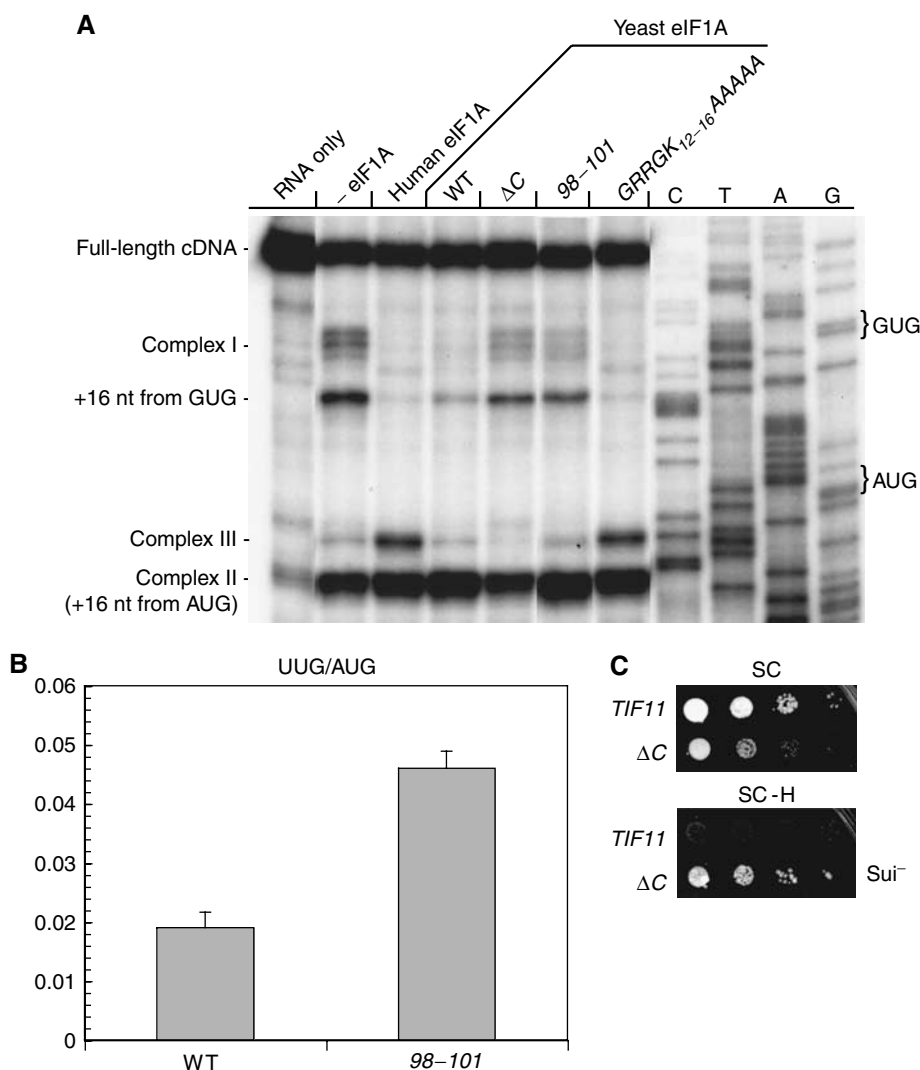 A
Yeast eIF1A
RNA only
– eIF1A
Human eIF1A
WT
ΔC
98–101
GRRGK12–16AAAAA
C
T
A
G
Full-length cDNA
GUG
Complex I
+16 nt from GUG
AUG
Complex III
Complex II
(+16 nt from AUG)
B
UUG/AUG
0.06
0.05
0.04
0.03
0.02
0.01
0
WT
98–101
C
SC
TIF11
ΔC
SC-H
TIF11
ΔC
Sui–